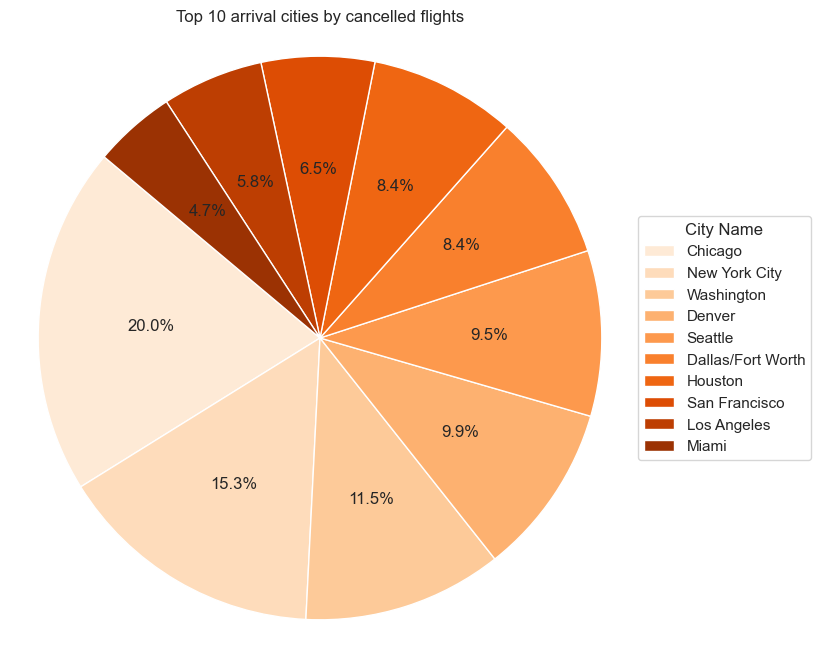 Top 10 arrival cities by cancelled flights
20.0%
15.3%
11.5%
9.9%
9.5%
8.4%
8.4%
6.5%
5.8%
4.7%
City Name
Chicago
New York City
Washington
Denver
Seattle
Dallas/Fort Worth
Houston
San Francisco
Los Angeles
Miami